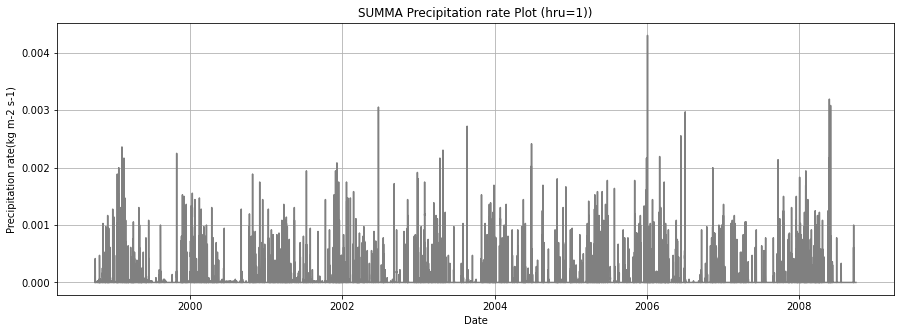 SUMMA Precipitation rate Plot (hru=1))
Precipitation rate(kg m-2 s-1)
0.004
0.003
0.002
0.001
0.000
2000 2002 2004 2006 2008
Date